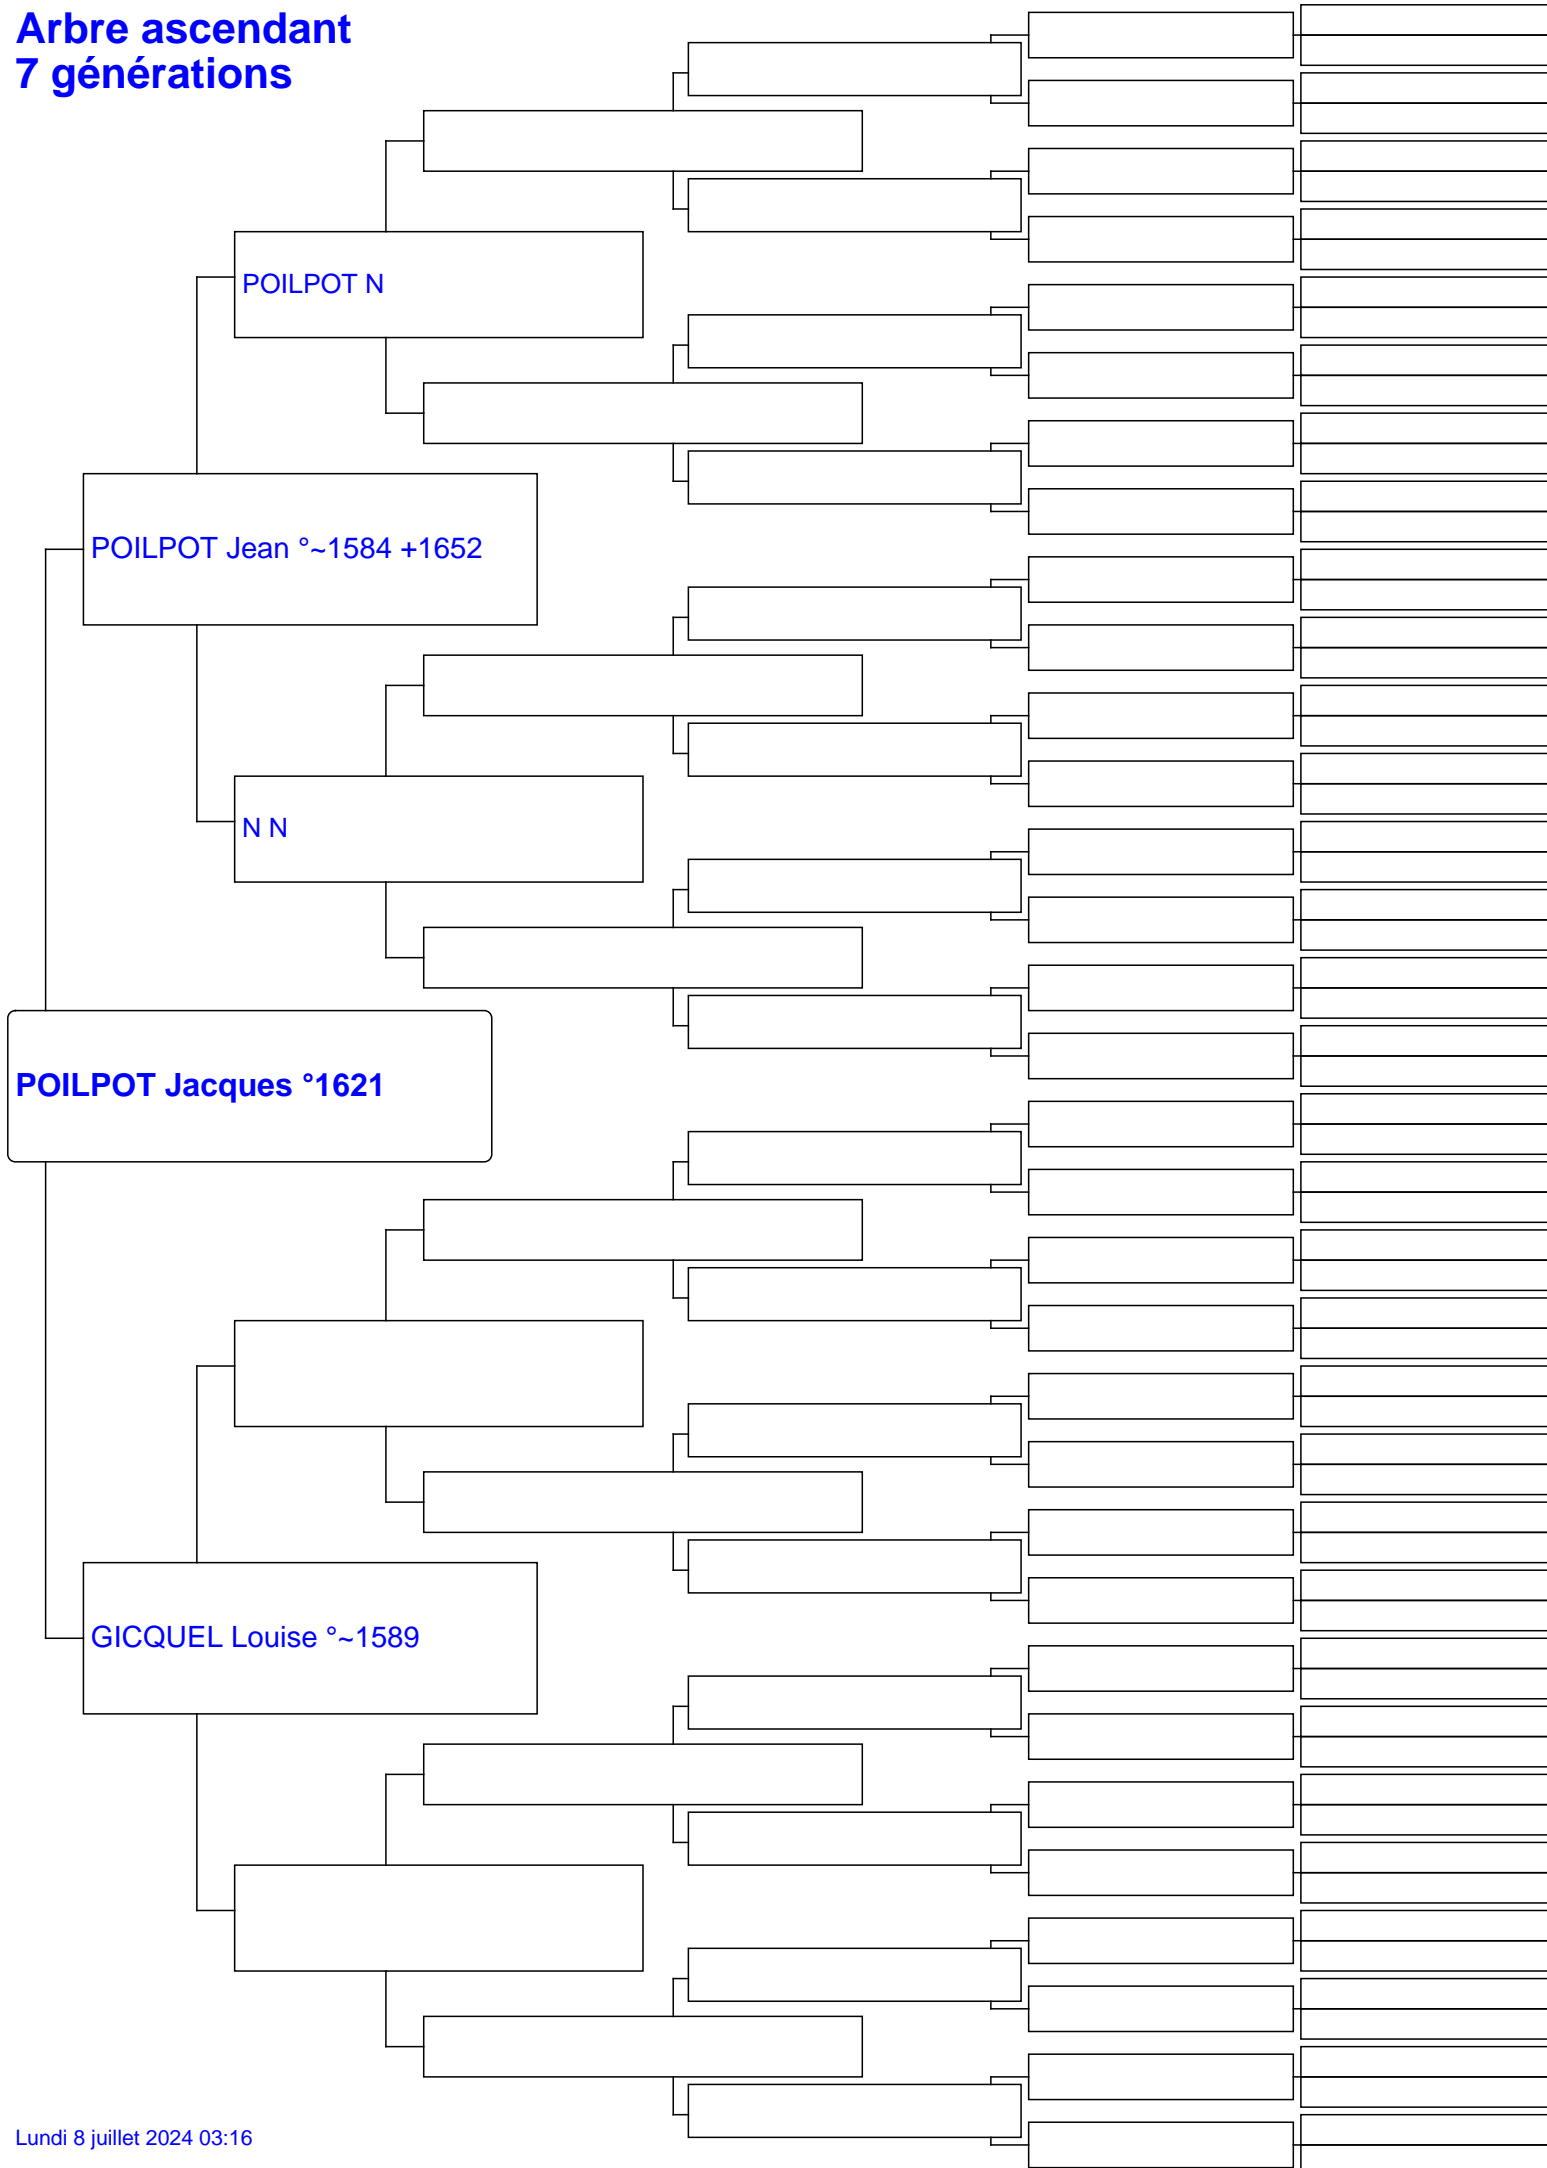 Arbre ascendant
7 générations
POILPOT N
POILPOT Jean °~1584 +1652
N N
POILPOT Jacques °1621
GICQUEL Louise °~1589
Lundi 8 juillet 2024 03:16